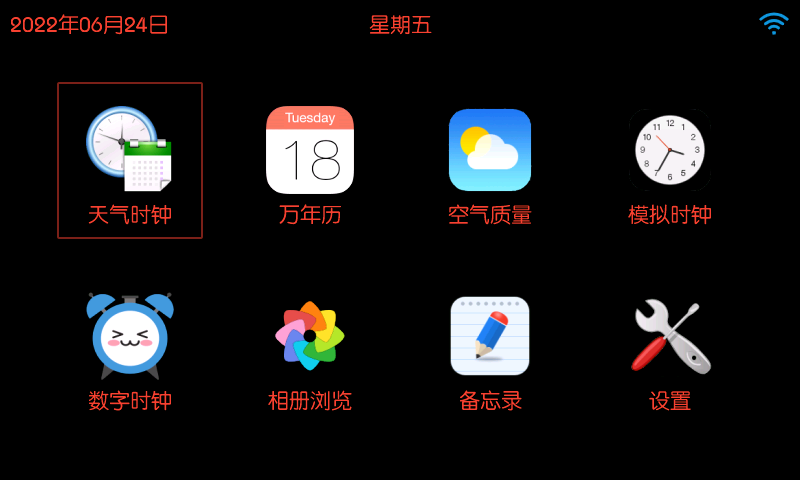 2022年06月24日 星期五
Tuesday
18
12
11 1
10 2
9 3
8 4
7 5
6
天气时钟 万年历 空气质量 模拟时钟
数字时钟 相册浏览 备忘录 设置